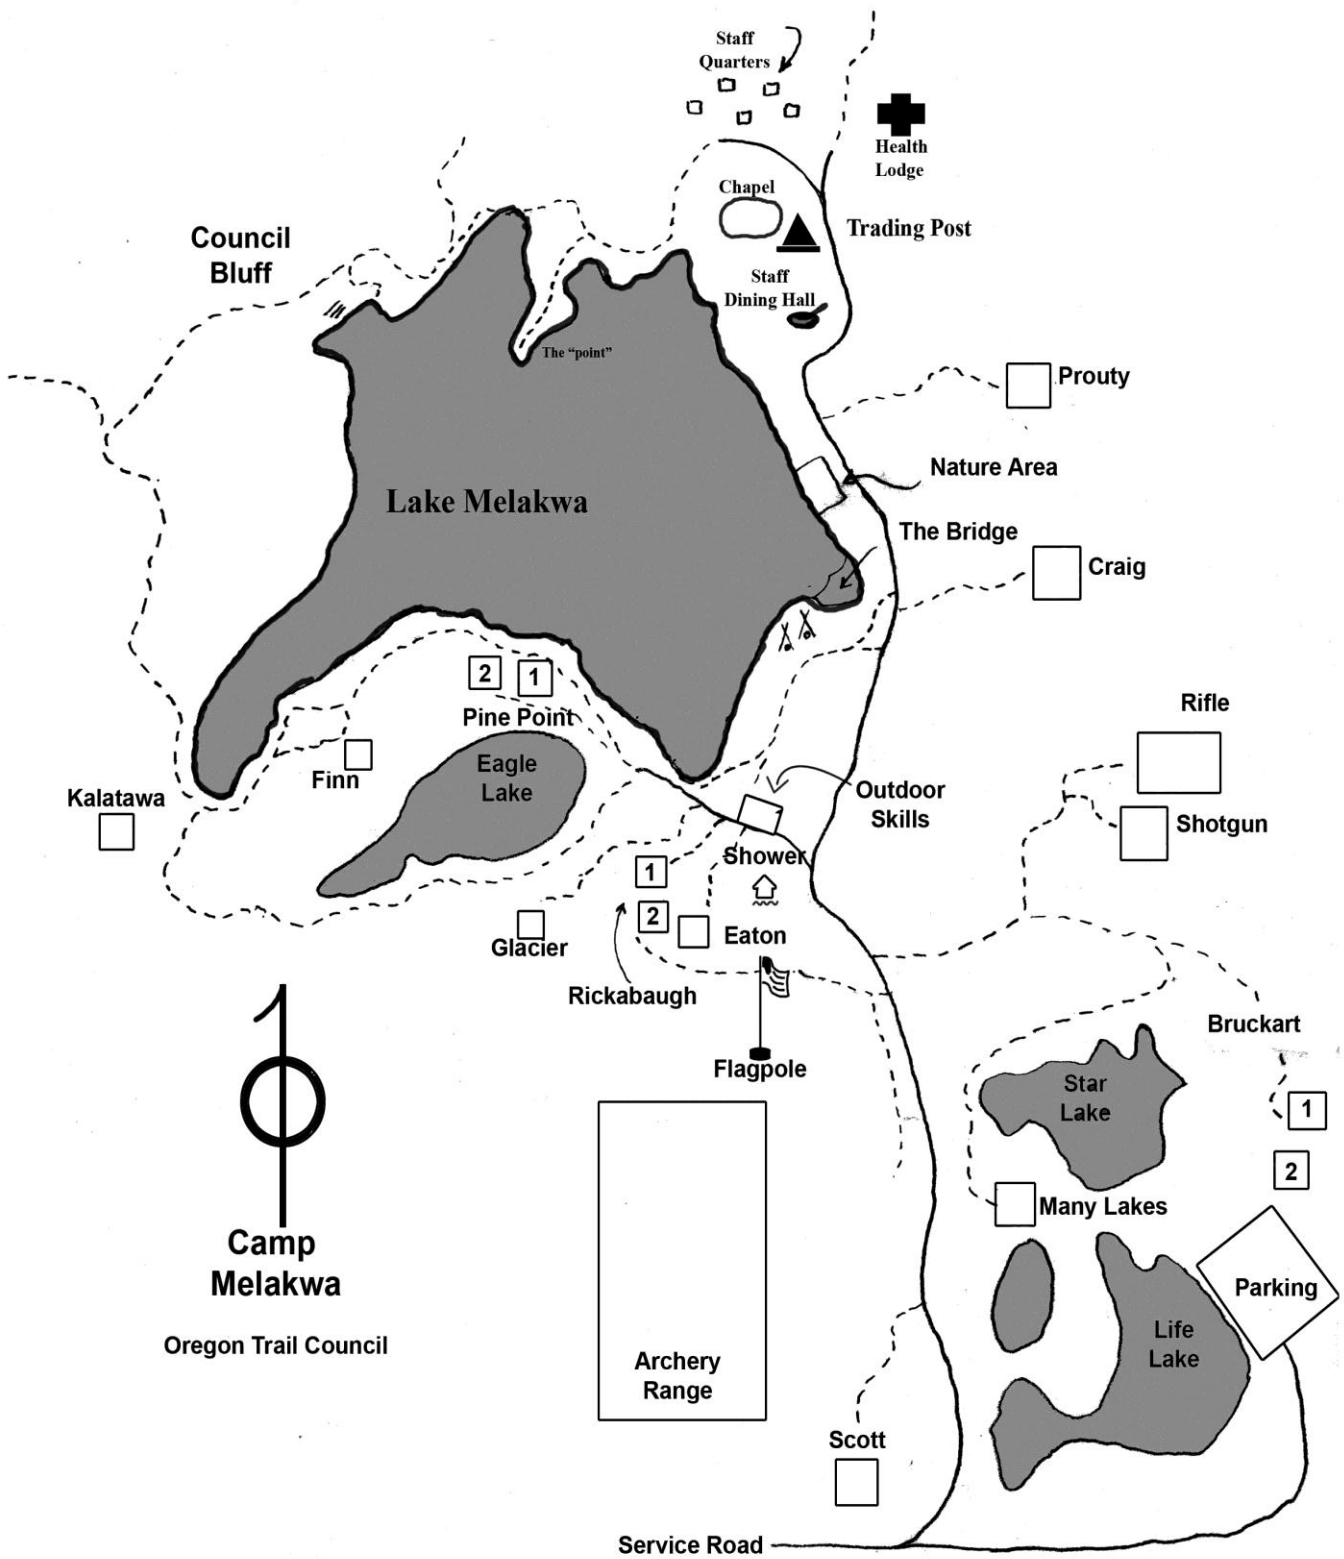 Staff
Quarters
Health
Lodge
Chapel
Trading Post
Council
Bluff
Staff
Dining Hall
The “point”
Prouty
Nature Area
Lake Melakwa
The Bridge
Craig
2
1
Pine Point
Rifle
Eagle
Lake
Finn
Kalatawa
Outdoor
Skills
Shotgun
Shower
1
2
Eaton
Glacier
Rickabaugh
Bruckart
Flagpole
Star
Lake
1
2
Many Lakes
Camp
Melakwa
Parking
Oregon Trail Council
Life
Lake
Archery
Range
Scott
Service Road